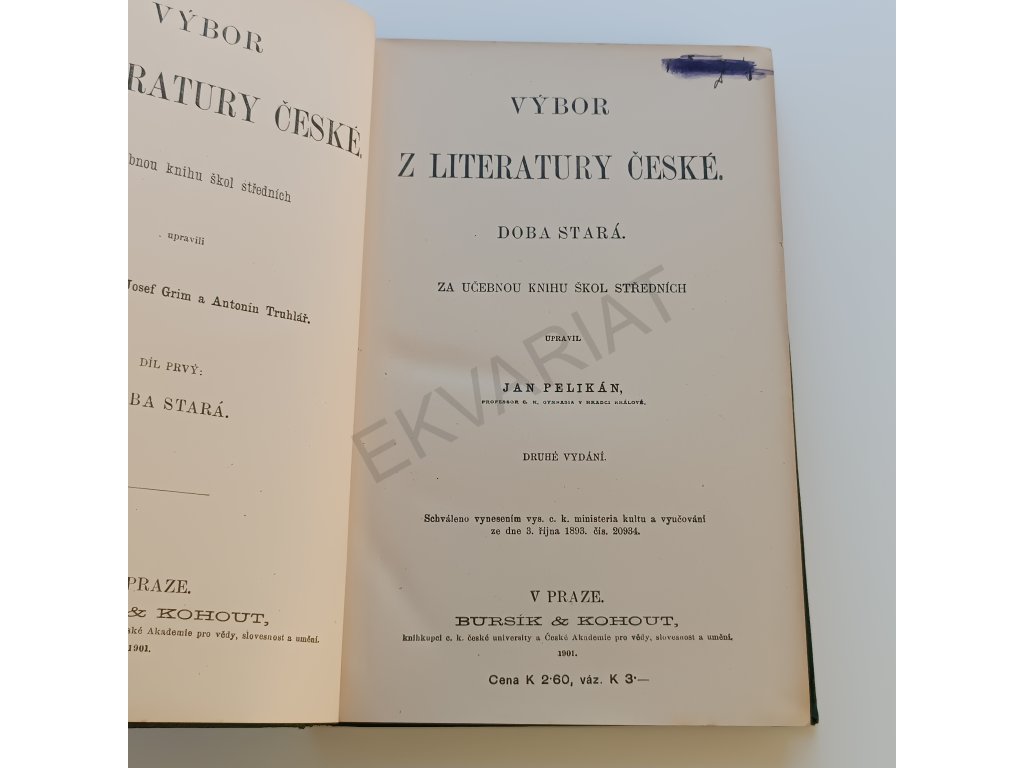 VÝBOR
RATURY ČESKÉ.
bnou knihu škol středních
upravili
Josef Grim a Antonín Truhlář.
DÍL PRVÝ:
BA STARÁ.
PRAZE.
& KOHOUT,
ské Akademie pro vědy, slovesnost a umění.
1901.
VÝBOR
Z LITERATURY ČESKÉ.
DOBA STARÁ.
ZA UČEBNOU KNIHU ŠKOL STŘEDNÍCH
UPRAVIL
JAN PELIKÁN,
PROFESSOR C. K. GYMNASIA V HRADCI KRÁLOVÉ.
DRUHÉ VYDÁNÍ.
Schváleno vynesením vys. c. k. ministeria kultu a vyučování
ze dne 3. října 1893. čís. 20934.
V PRAZE.
BURSÍK & KOHOUT,
knihkupci c. k. české university a České Akademie pro vědy, slovesnost a umění.
1901.
Cena K 2·60, váz. K 3·—
EKVARIAT